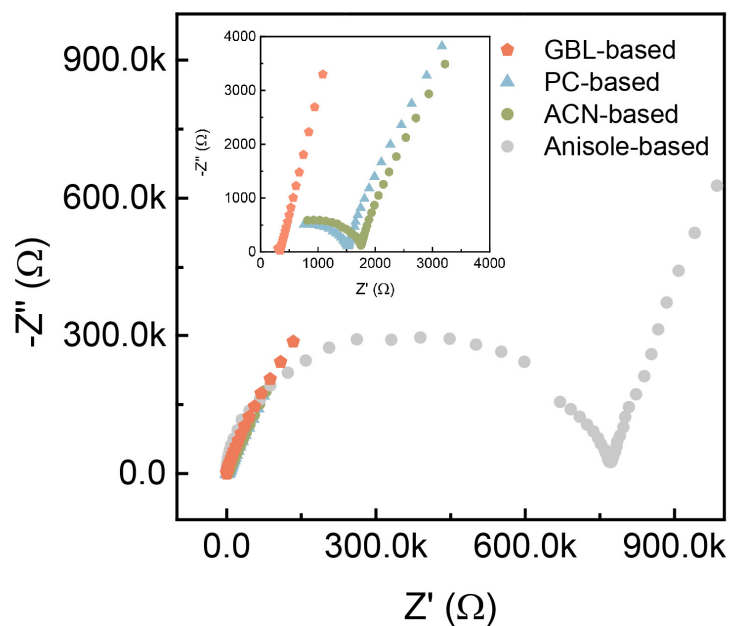 900.0k
600.0k
300.0k
0.0
-Z" (Ω)
0.0
300.0k
600.0k
900.0k
Z' (Ω)
GBL-based
PC-based
ACN-based
Anisole-based
4000
3000
2000
1000
0
-Z" (Ω)
0
1000
2000
3000
4000
Z' (Ω)